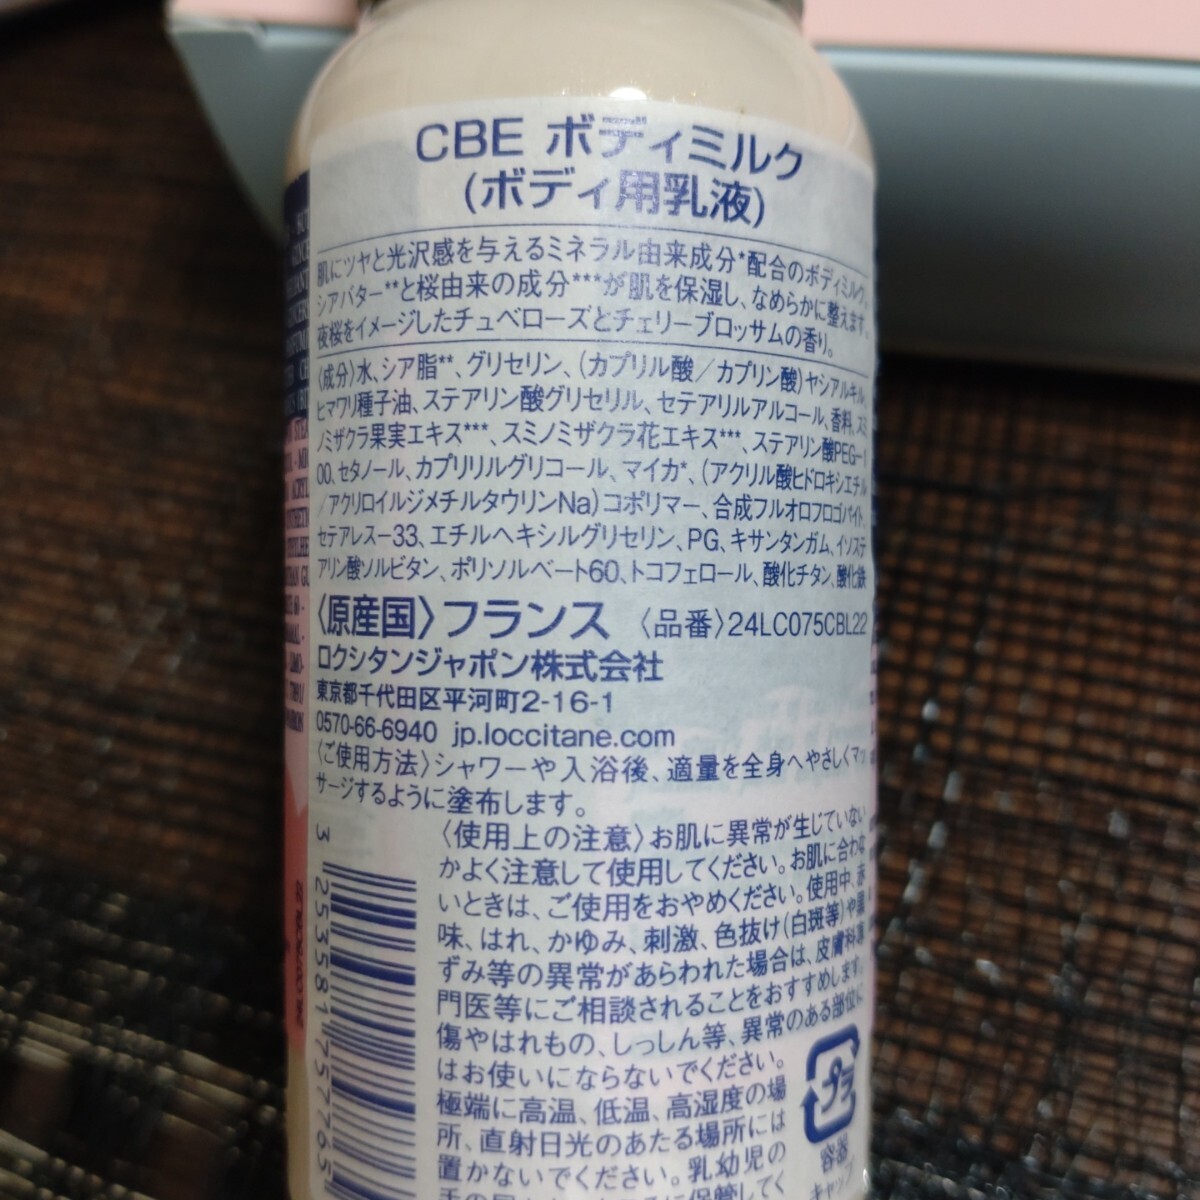 CBE ボディミルク
(ボディ用乳液)
肌にツヤと光沢感を与えるミネラル由来成分*配合のボディミルク。
シアバター**と桜由来の成分***が肌を保湿し、なめらかに整えます。
夜桜をイメージしたチュベローズとチェリーブロッサムの香り。
〈成分〉水、シア脂**、グリセリン、(カプリル酸/カプリン酸)ヤシアルキル、
ヒマワリ種子油、ステアリン酸グリセリル、セテアリルアルコール、香料、スミ
ノミザクラ果実エキス***、スミノミザクラ花エキス***、ステアリン酸PEG-1
00、セタノール、カプリリルグリコール、マイカ*、(アクリル酸ヒドロキシエチル
/アクリロイルジメチルタウリンNa)コポリマー、合成フルオロフロゴパイト、
セテアレス-33、エチルヘキシルグリセリン、PG、キサンタンガム、イソステ
アリン酸ソルビタン、ポリソルベート60、トコフェロール、酸化チタン、酸化鉄
〈原産国〉フランス 〈品番〉24LC075CBL22
ロクシタンジャポン株式会社
東京都千代田区平河町2-16-1
0570-66-6940 jp.loccitane.com
〈ご使用方法〉シャワーや入浴後、適量を全身へやさしくマッ
サージするように塗布します。
〈使用上の注意〉お肌に異常が生じていない
かよく注意して使用してください。お肌に合わな
いときは、ご使用をおやめください。使用中、赤
味、はれ、かゆみ、刺激、色抜け(白斑等)や黒
ずみ等の異常があらわれた場合は、皮膚科専
門医等にご相談されることをおすすめします。
傷やはれもの、しっしん等、異常のある部位に
はお使いにならないでください。
極端に高温、低温、高湿度の場
所、直射日光のあたる場所には
置かないでください。乳幼児の
3 253581 757765
プラ
容器
キャップ